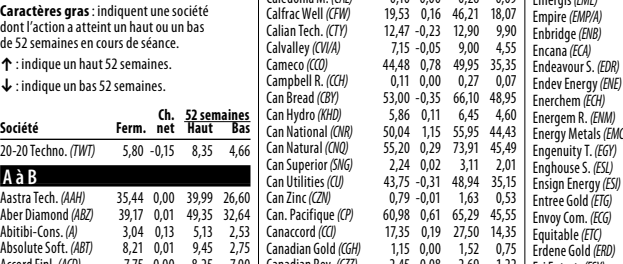 Caractères gras : indiquent une société
dont l'action a atteint un haut ou un bas
de 52 semaines en cours de séance.
↑ : indique un haut 52 semaines.
↓ : indique un bas 52 semaines.
Ch. 52 semaines
Société Ferm. net Haut Bas
20-20 Techno. (TWT) 5,80 -0,15 8,35 4,66
A à B
Aastra Tech. (AAH) 35,44 0,00 39,99 26,60
Aber Diamond (ABZ) 39,17 0,01 49,35 32,64
Abitibi-Cons. (A) 3,04 0,13 5,13 2,53
Absolute Soft. (ABT) 8,21 0,01 9,45 2,75
Calfrac Well (CFW) 19,53 0,16 46,21 18,07
Calian Tech. (CTY) 12,47 -0,23 12,90 9,90
Calvalley (CVI/A) 7,15 -0,05 9,00 4,55
Cameco (CCO) 44,48 0,78 49,95 35,35
Campbell R. (CCH) 0,11 0,00 0,27 0,07
Can Bread (CBY) 53,00 -0,35 66,10 48,95
Can Hydro (KHD) 5,86 0,11 6,45 4,60
Can National (CNR) 50,04 1,15 55,95 44,43
Can Natural (CNQ) 55,20 0,29 73,91 45,49
Can Superior (SNG) 2,24 0,02 3,11 2,01
Can Utilities (CU) 43,75 -0,31 48,94 35,15
Can Zinc (CZN) 0,79 -0,01 1,63 0,53
Can. Pacifique (CP) 60,98 0,61 65,29 45,55
Canaccord (CCI) 17,35 0,19 27,50 14,35
Canadian Gold (CGH) 1,15 0,00 1,52 0,75
Empire (EMP/A)
Enbridge (ENB)
Encana (ECA)
Endeavour S. (EDR)
Endev Energy (ENE)
Enerchem (ECH)
Energem R. (ENM)
Energy Metals (EMC
Engenuity T. (EGY)
Enghouse S. (ESL)
Ensign Energy (ESI)
Entree Gold (ETG)
Envoy Com. (ECG)
Equitable (ETC)
Erdene Gold (ERD)